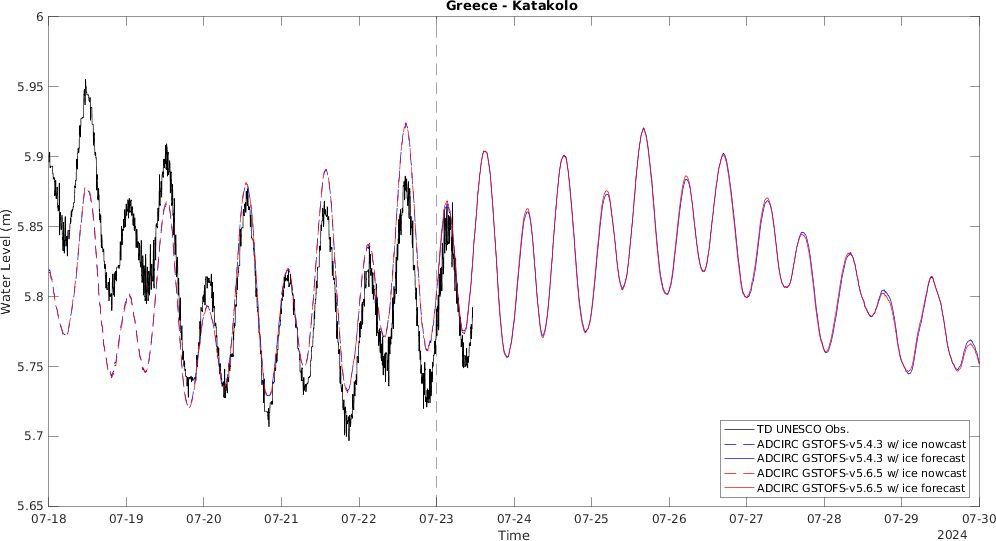 Greece - Katakolo
6
5.95
5.9
5.85
5.8
5.75
5.7
5.65
Water Level (m)
TD UNESCO Obs.
ADCIRC GSTOFS-v5.4.3 w/ ice nowcast
ADCIRC GSTOFS-v5.4.3 w/ ice forecast
ADCIRC GSTOFS-v5.6.5 w/ ice nowcast
ADCIRC GSTOFS-v5.6.5 w/ ice forecast
07-18 07-19 07-20 07-21 07-22 07-23 07-24 07-25 07-26 07-27 07-28 07-29 07-30
Time
2024